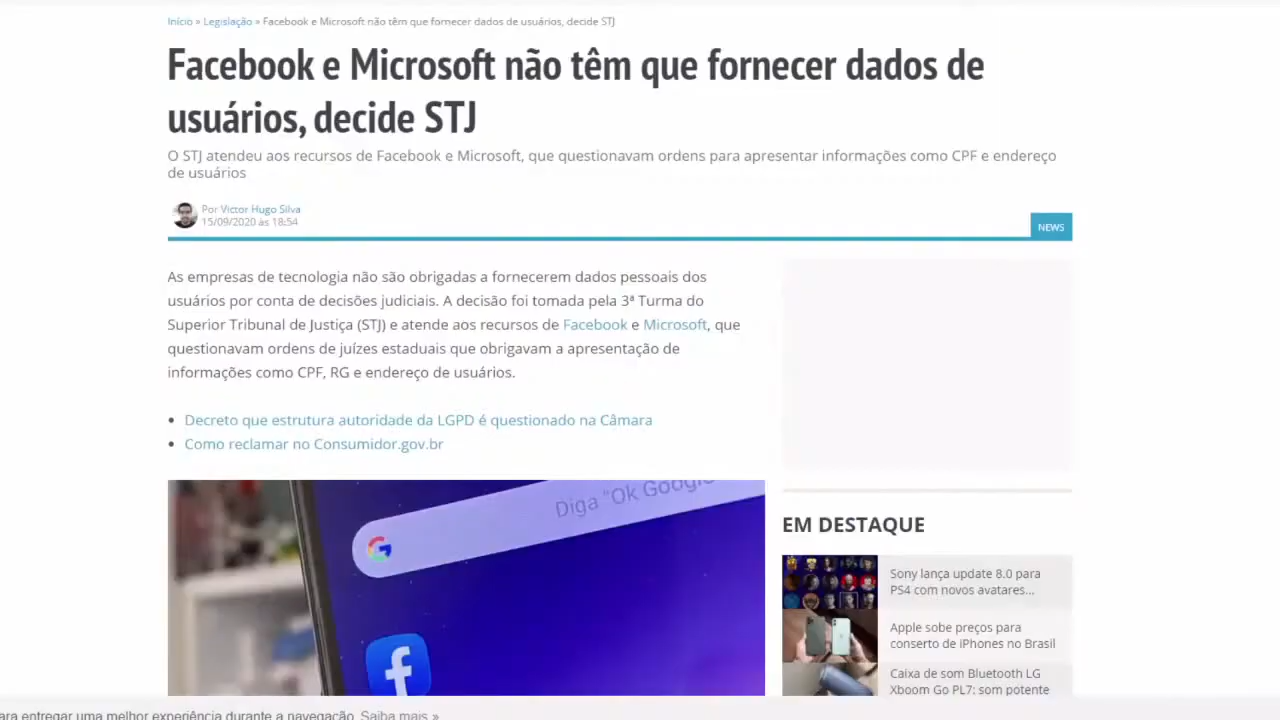 Início » Legislação » Facebook e Microsoft não têm que fornecer dados de usuários, decide STJ
Facebook e Microsoft não têm que fornecer dados de
usuários, decide STJ
O STJ atendeu aos recursos de Facebook e Microsoft, que questionavam ordens para apresentar informações como CPF e endereço
de usuários
Por Victor Hugo Silva
15/09/2020 às 18:54
NEWS
As empresas de tecnologia não são obrigadas a fornecerem dados pessoais dos
usuários por conta de decisões judiciais. A decisão foi tomada pela 3ª Turma do
Superior Tribunal de Justiça (STJ) e atende aos recursos de Facebook e Microsoft, que
questionavam ordens de juízes estaduais que obrigavam a apresentação de
informações como CPF, RG e endereço de usuários.
• Decreto que estrutura autoridade da LGPD é questionado na Câmara
• Como reclamar no Consumidor.gov.br
Diga "Ok Google
EM DESTAQUE
Sony lança update 8.0 para
PS4 com novos avatares...
Apple sobe preços para
conserto de iPhones no Brasil
Caixa de som Bluetooth LG
Xboom Go PL7: som potente
ara entregar uma melhor experiência durante a navegação. Saiba mais »